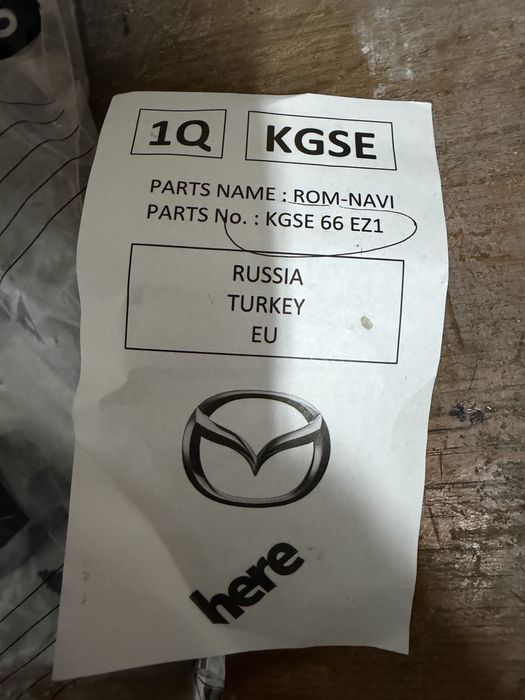 1Q KGSE
PARTS NAME : ROM-NAVI
PARTS No. : KGSE 66 EZ1
RUSSIA
TURKEY
EU
here